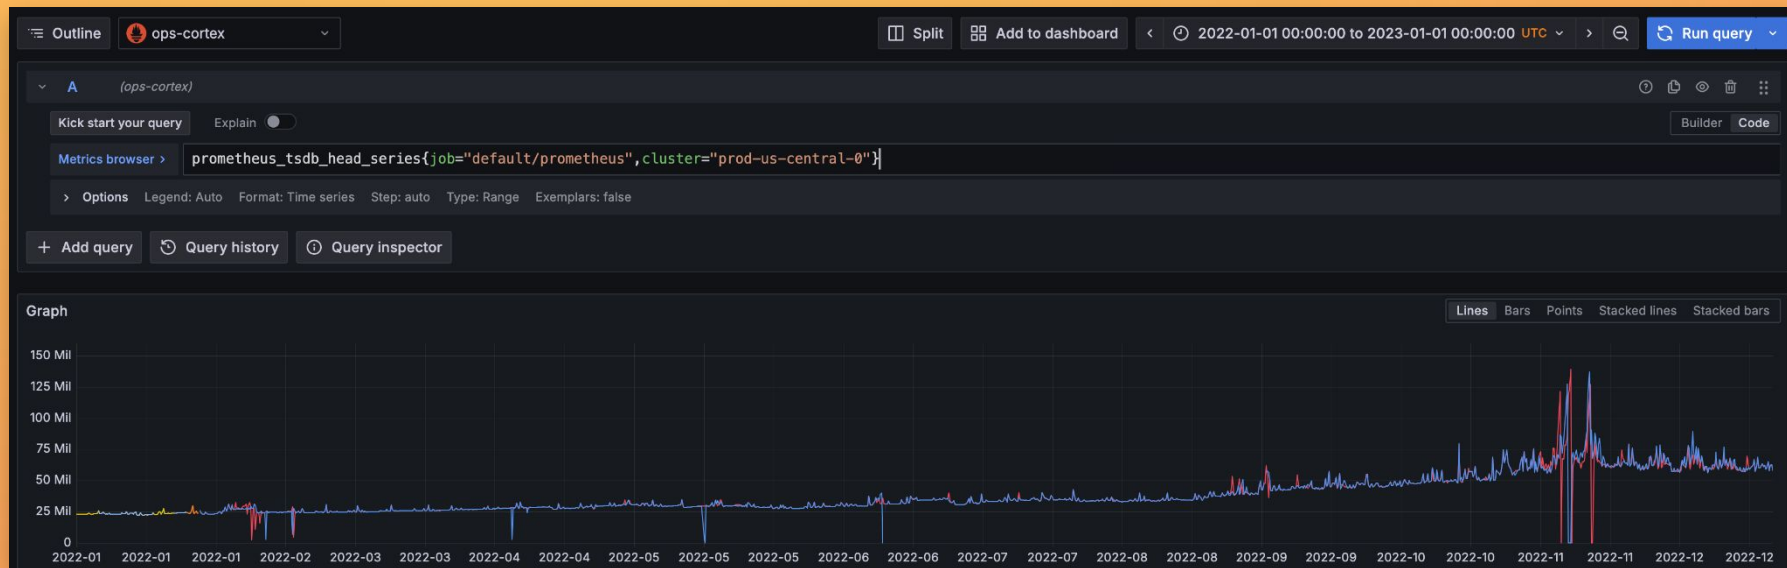 Outline ops-cortex Split Add to dashboard 2022-01-01 00:00:00 to 2023-01-01 00:00:00 UTC Run query
A (ops-cortex)
Kick start your query Explain Builder Code
Metrics browser > prometheus_tsdb_head_series{job="default/prometheus",cluster="prod-us-central-0"}
> Options Legend: Auto Format: Time series Step: auto Type: Range Exemplars: false
+ Add query Query history Query inspector
Graph Lines Bars Points Stacked lines Stacked bars
150 Mil
125 Mil
100 Mil
75 Mil
50 Mil
25 Mil
0
2022-01 2022-01 2022-01 2022-02 2022-03 2022-03 2022-04 2022-04 2022-05 2022-05 2022-05 2022-06 2022-06 2022-07 2022-07 2022-08 2022-08 2022-09 2022-09 2022-10 2022-10 2022-11 2022-11 2022-12 2022-12